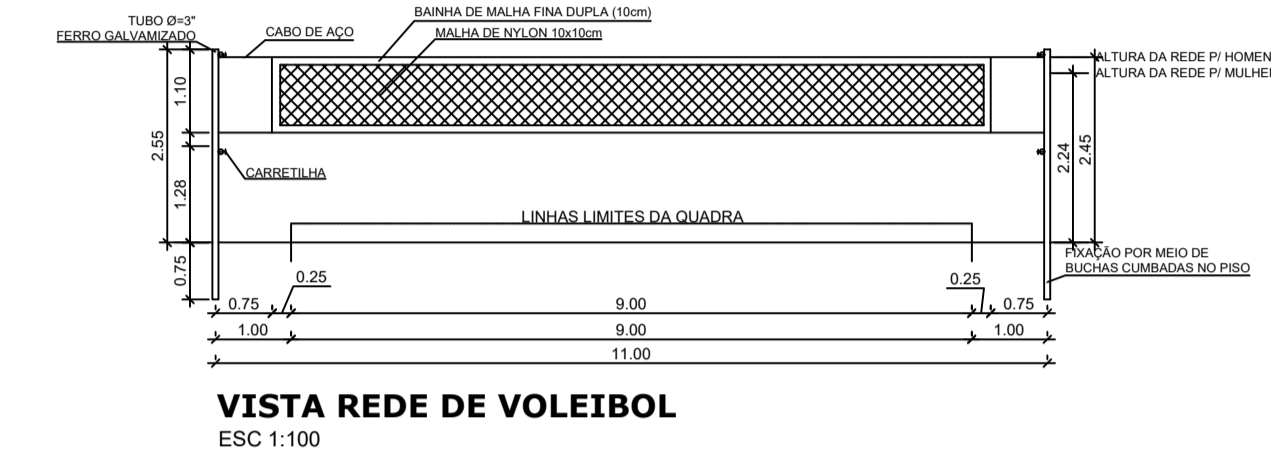 BAINHA DE MALHA FINA DUPLA (10cm)
TUBO Ø=3"
FERRO GALVAMIZADO
CABO DE AÇO
MALHA DE NYLON 10x10cm
ALTURA DA REDE P/ HOMEN
ALTURA DA REDE P/ MULHE
1.10
2.55
2.24
2.45
CARRETILHA
1.28
LINHAS LIMITES DA QUADRA
FIXAÇÃO POR MEIO DE
BUCHAS CUMBADAS NO PISO
0.75
0.25
0.25
0.75
9.00
0.75
1.00
9.00
1.00
11.00
VISTA REDE DE VOLEIBOL
ESC 1:100